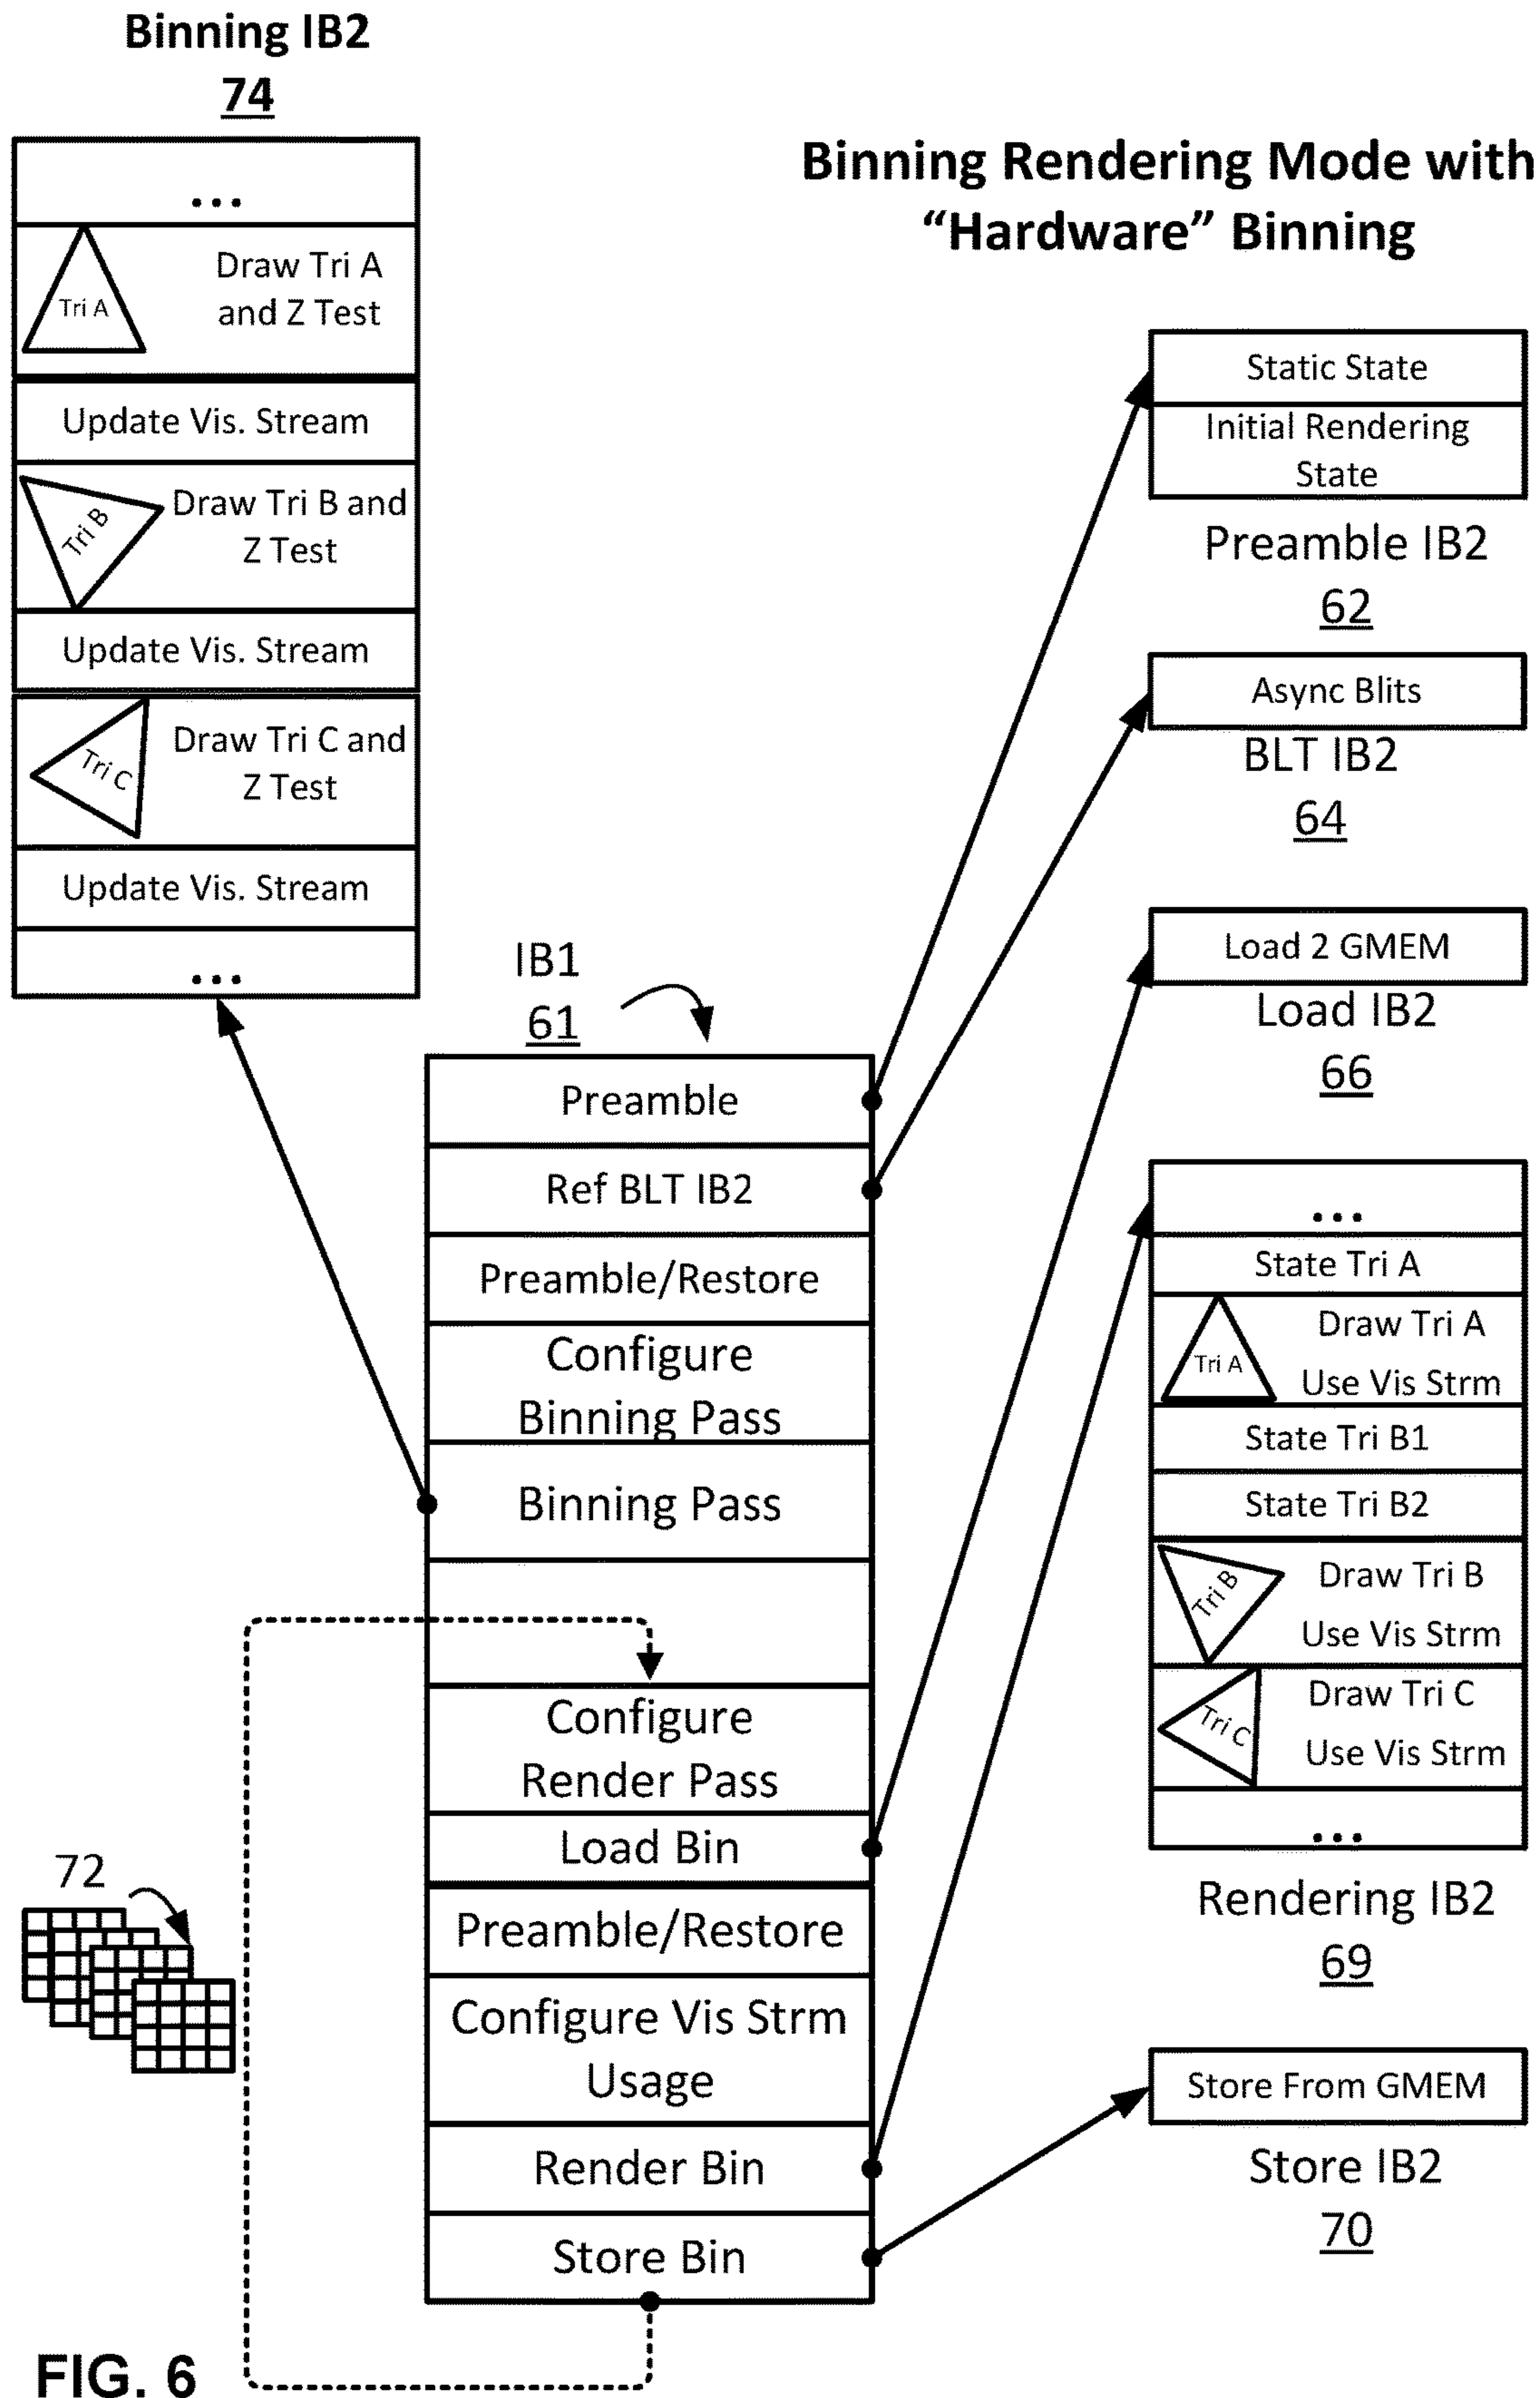 Binning IB2
74
...
Tri A
Draw Tri A
and Z Test
Update Vis. Stream
Tri B
Draw Tri B and
Z Test
Update Vis. Stream
Tri C
Draw Tri C and
Z Test
Update Vis. Stream
...
Binning Rendering Mode with
“Hardware” Binning
Static State
Initial Rendering
State
Preamble IB2
62
Async Blits
BLT IB2
64
Load 2 GMEM
Load IB2
66
IB1
61
Preamble
Ref BLT IB2
Preamble/Restore
Configure
Binning Pass
Binning Pass
Configure
Render Pass
Load Bin
Preamble/Restore
Configure Vis Strm
Usage
Render Bin
Store Bin
...
State Tri A
Tri A
Draw Tri A
Use Vis Strm
State Tri B1
State Tri B2
Tri B
Draw Tri B
Use Vis Strm
Tri C
Draw Tri C
Use Vis Strm
...
Rendering IB2
69
Store From GMEM
Store IB2
70
72
FIG. 6